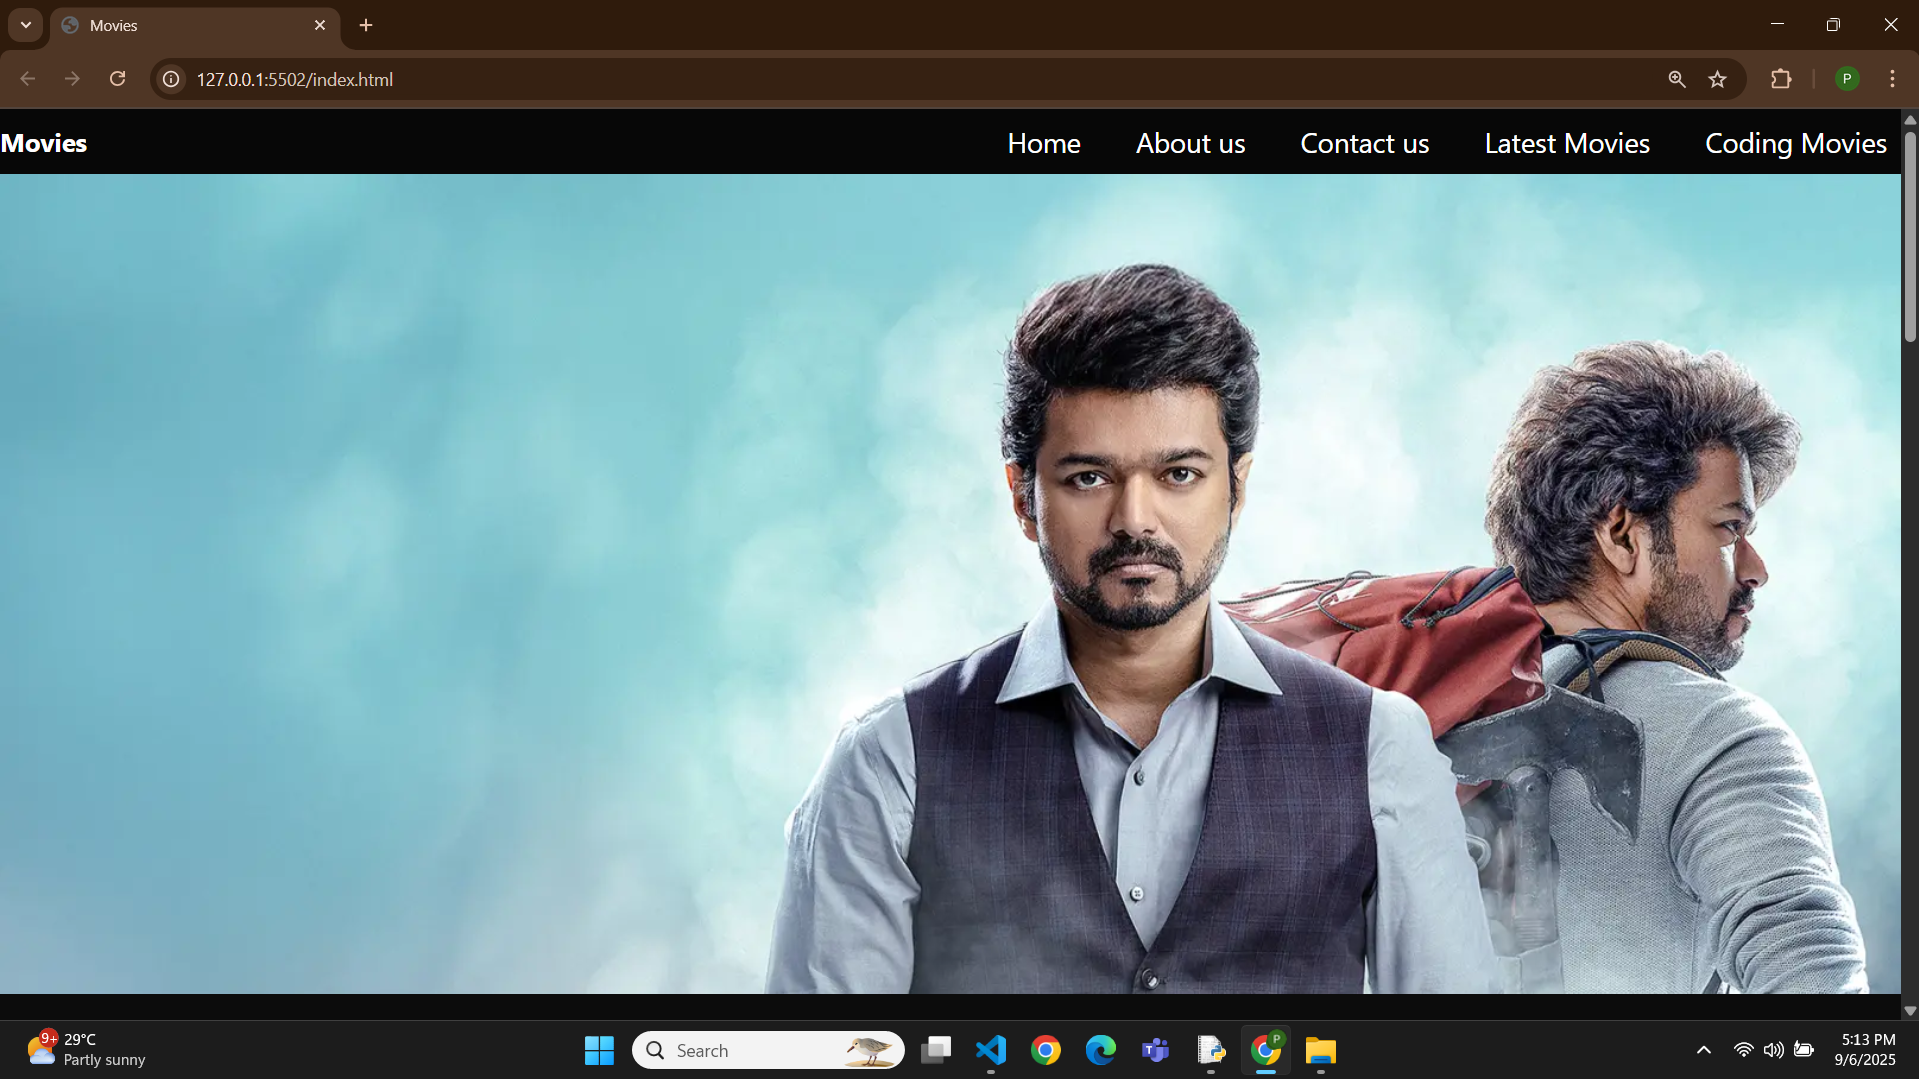 Movies
127.0.0.1:5502/index.html
P
Movies
Home
About us
Contact us
Latest Movies
Coding Movies
9+
29°C
Partly sunny
Search
P
5:13 PM
9/6/2025